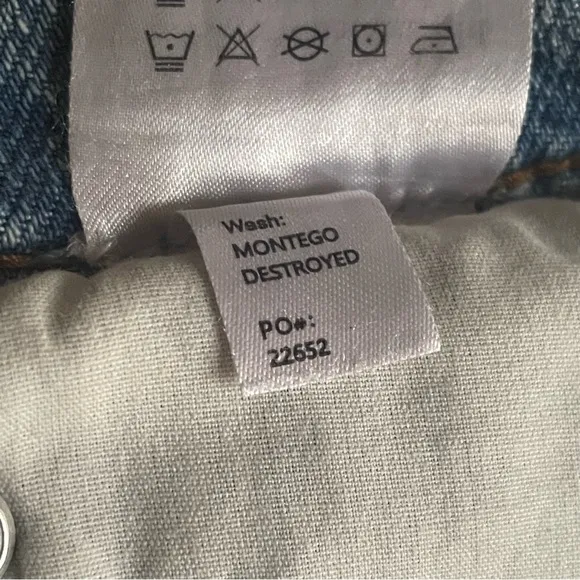 Wash:
MONTEGO
DESTROYED
PO#:
22652